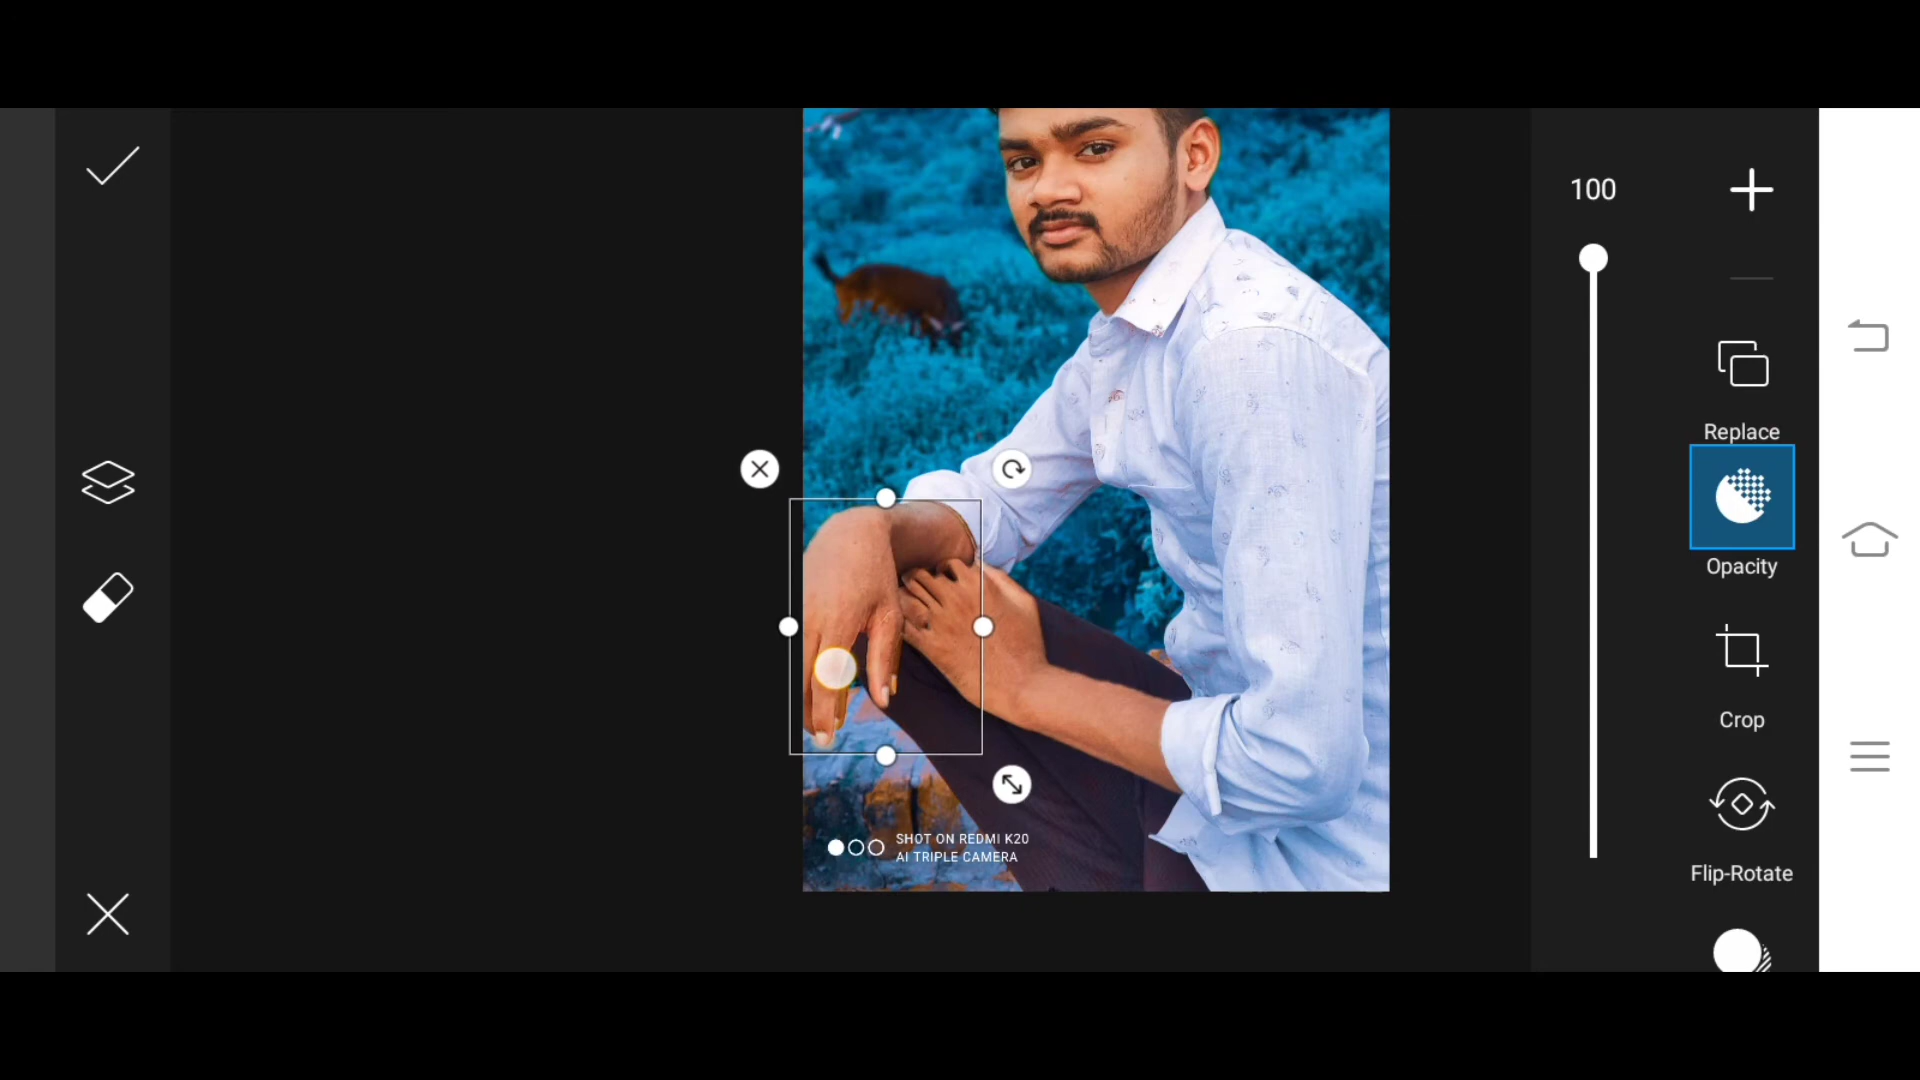 100
Replace
Opacity
Crop
Flip-Rotate
SHOT ON REDMI K20
AI TRIPLE CAMERA